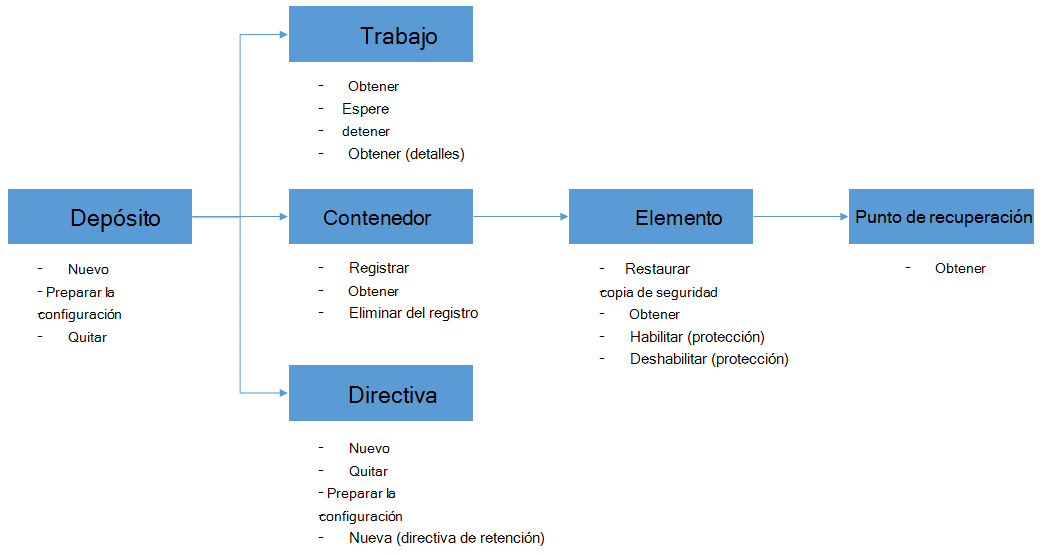 Trabajo
- Obtener
- Espere
- detener
- Obtener (detalles)
Depósito
- Nuevo
- Preparar la
-configuración
- Quitar
Contenedor
- Registrar
- Obtener
- Eliminar del registro
Elemento
- Restaurar
-copia de seguridad
- Obtener
- Habilitar (protección)
- Deshabilitar (protección)
Punto de recuperación
- Obtener
Directiva
- Nuevo
- Quitar
- Preparar la
-configuración
- Nueva (directiva de retención)